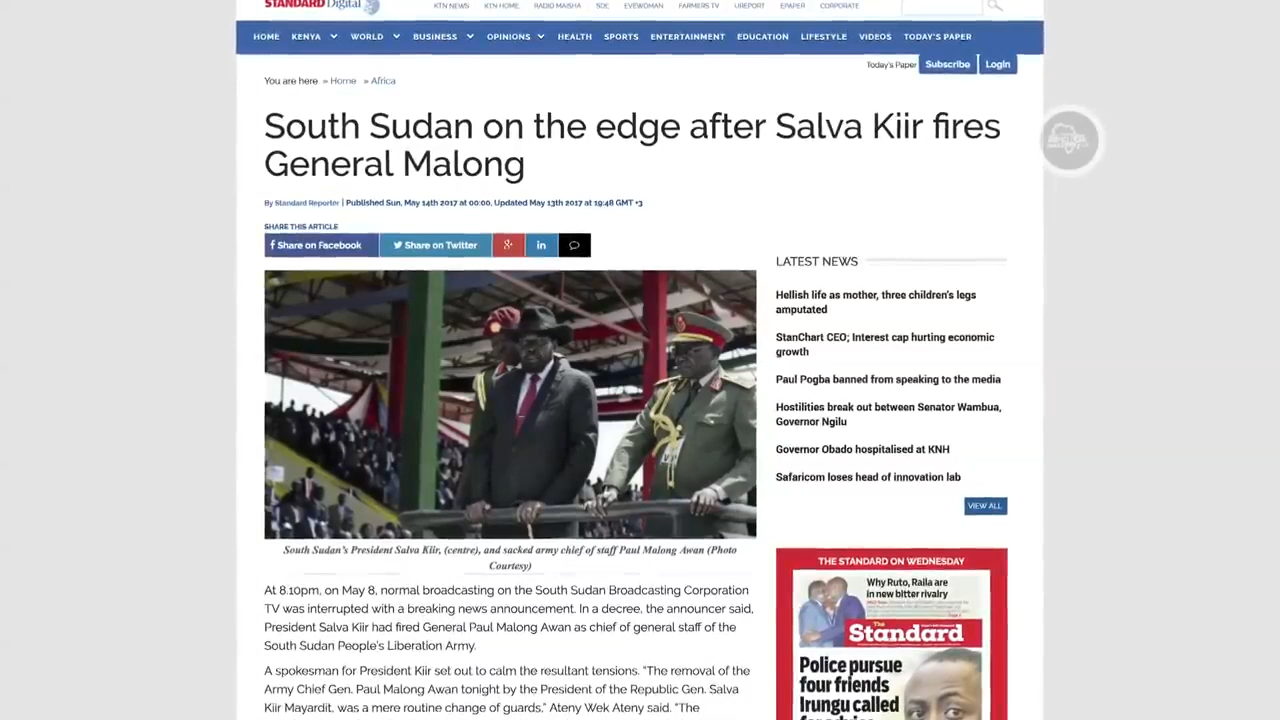 STANDARD Digital
KTN NEWS KTN HOME RADIO MAISHA SDE EVEWOMAN FARMERS TV UREPORT EPAPER CORPORATE
HOME KENYA WORLD BUSINESS OPINIONS HEALTH SPORTS ENTERTAINMENT EDUCATION LIFESTYLE VIDEOS TODAY'S PAPER
Today's Paper Subscribe Login
You are here » Home » Africa
South Sudan on the edge after Salva Kiir fires
General Malong
By Standard Reporter | Published Sun, May 14th 2017 at 00:00, Updated May 13th 2017 at 19:48 GMT +3
SHARE THIS ARTICLE
f Share on Facebook Share on Twitter g+ in
South Sudan's President Salva Kiir, (centre), and sacked army chief of staff Paul Malong Awan (Photo
Courtesy)
At 8.10pm, on May 8, normal broadcasting on the South Sudan Broadcasting Corporation
TV was interrupted with a breaking news announcement. In a decree, the announcer said,
President Salva Kiir had fired General Paul Malong Awan as chief of general staff of the
South Sudan People's Liberation Army.
A spokesman for President Kiir set out to calm the resultant tensions. "The removal of the
Army Chief Gen. Paul Malong Awan tonight by the President of the Republic Gen. Salva
Kiir Mayardit, was a mere routine change of guards," Ateny Wek Ateny said. "The
LATEST NEWS
Hellish life as mother, three children's legs
amputated
StanChart CEO; Interest cap hurting economic
growth
Paul Pogba banned from speaking to the media
Hostilities break out between Senator Wambua,
Governor Ngilu
Governor Obado hospitalised at KNH
Safaricom loses head of innovation lab
VIEW ALL
THE STANDARD ON WEDNESDAY
Why Ruto, Raila are
in new bitter rivalry
The
Standard
Police pursue
four friends
Irungu called